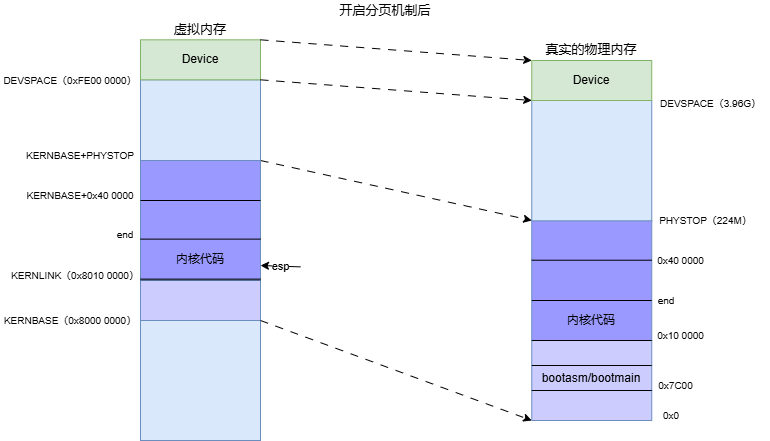 开启分页机制后
虚拟内存
真实的物理内存
Device
DEVSPACE（0xFE00 0000）
KERNBASE+PHYSTOP
KERNBASE+0x40 0000
end
内核代码
esp
KERNLINK（0x8010 0000）
KERNBASE（0x8000 0000）
Device
DEVSPACE（3.96G）
PHYSTOP（224M）
0x40 0000
end
内核代码
0x10 0000
bootasm/bootmain
0x7C00
0x0